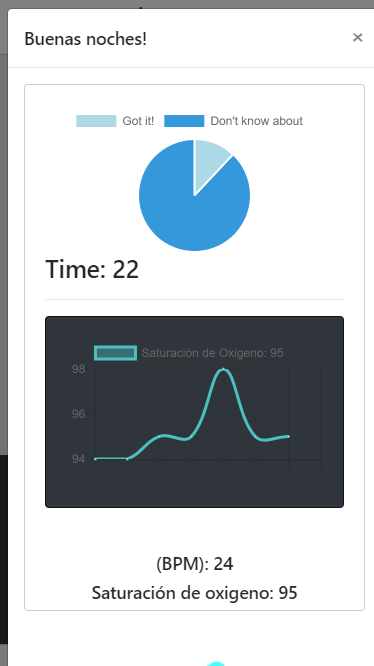 Buenas noches!
×
Got it! Don't know about
Time: 22
Saturación de Oxigeno: 95
98
96
94
(BPM): 24
Saturación de oxigeno: 95